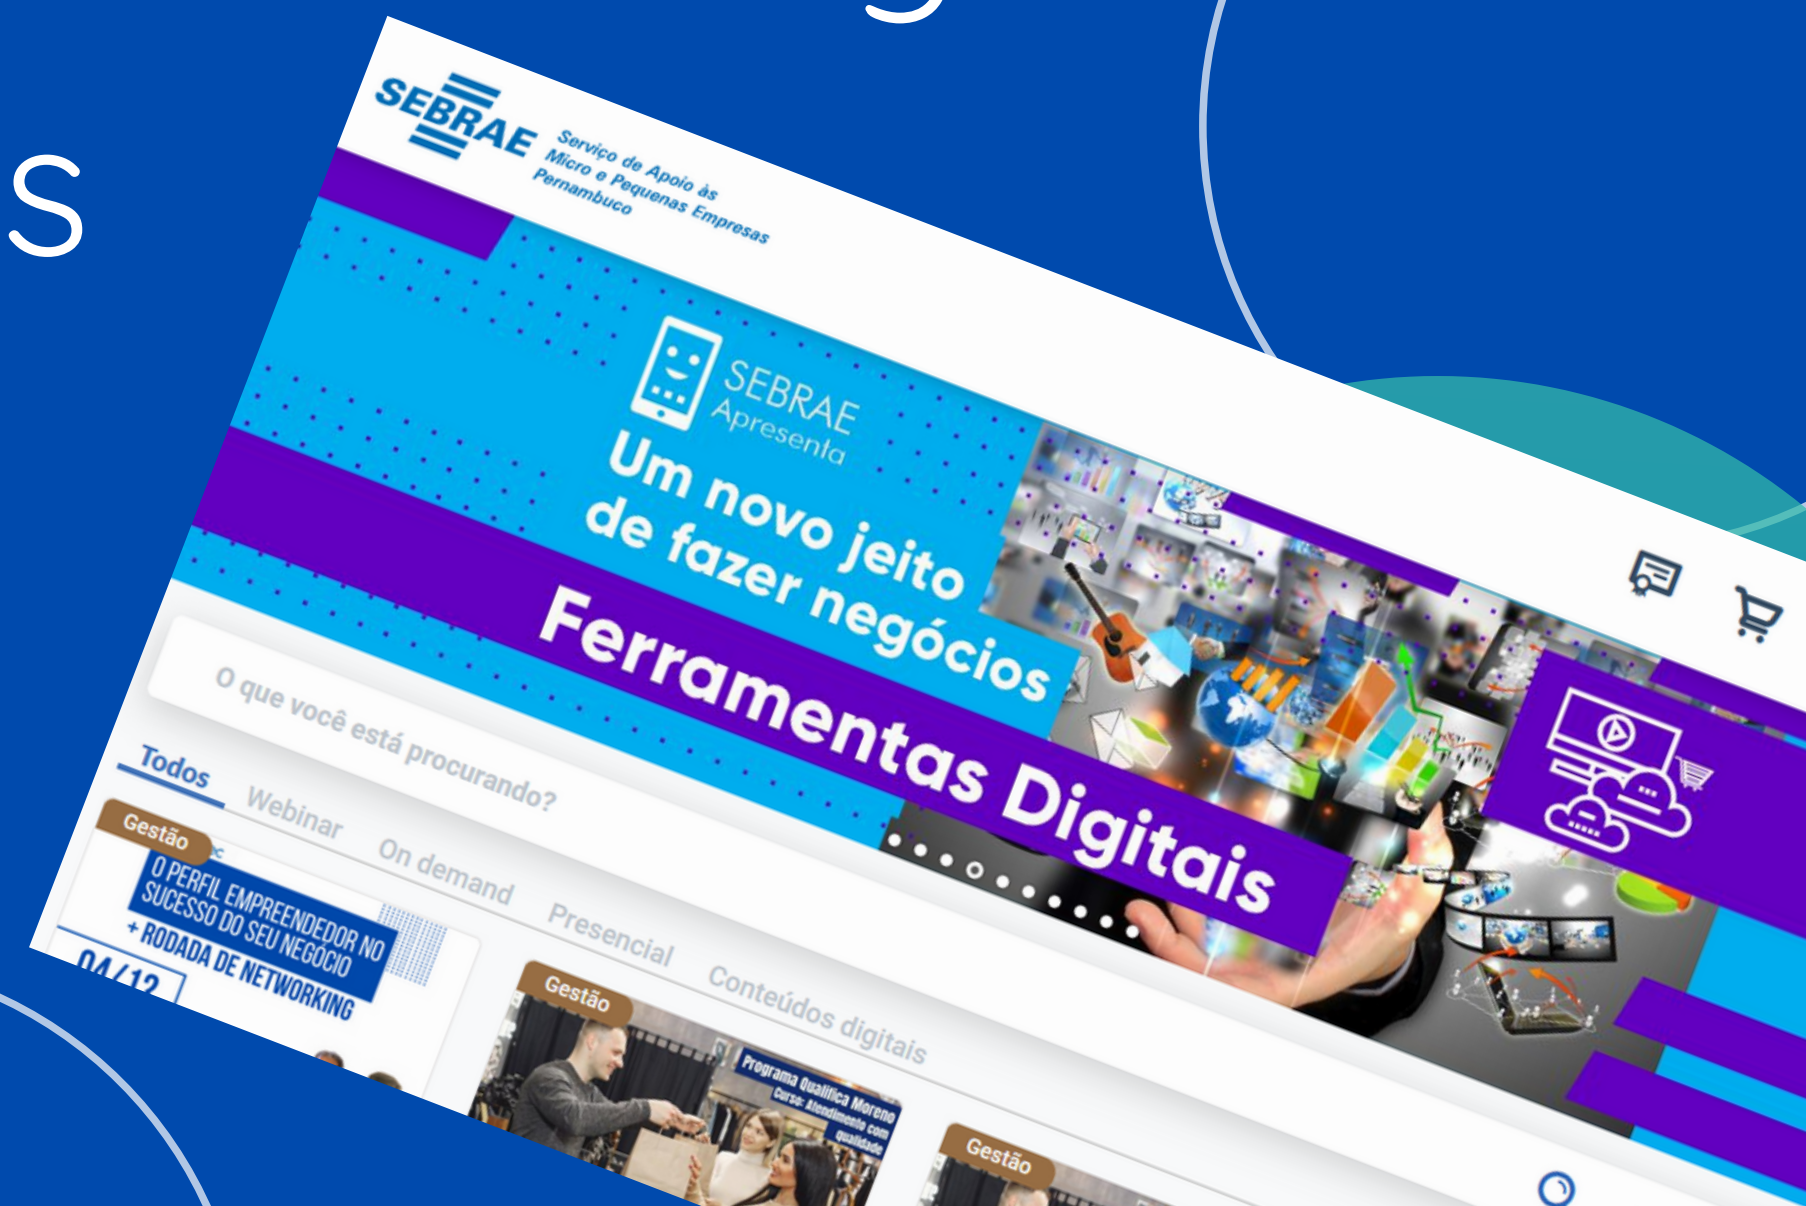 s
SEBRAE
Serviço de Apoio às
Micro e Pequenas Empresas
Pernambuco
SEBRAE
Apresenta
Um novo jeito
de fazer negócios
Ferramentas Digitais
O que você está procurando?
Todos
Webinar
On demand
Presencial
Conteúdos digitais
Gestão
O PERFIL EMPREENDEDOR NO
SUCESSO DO SEU NEGÓCIO
+ RODADA DE NETWORKING
04/12
Gestão
Programa Qualifica Moreno
Curso: Atendimento com
qualidade
Gestão